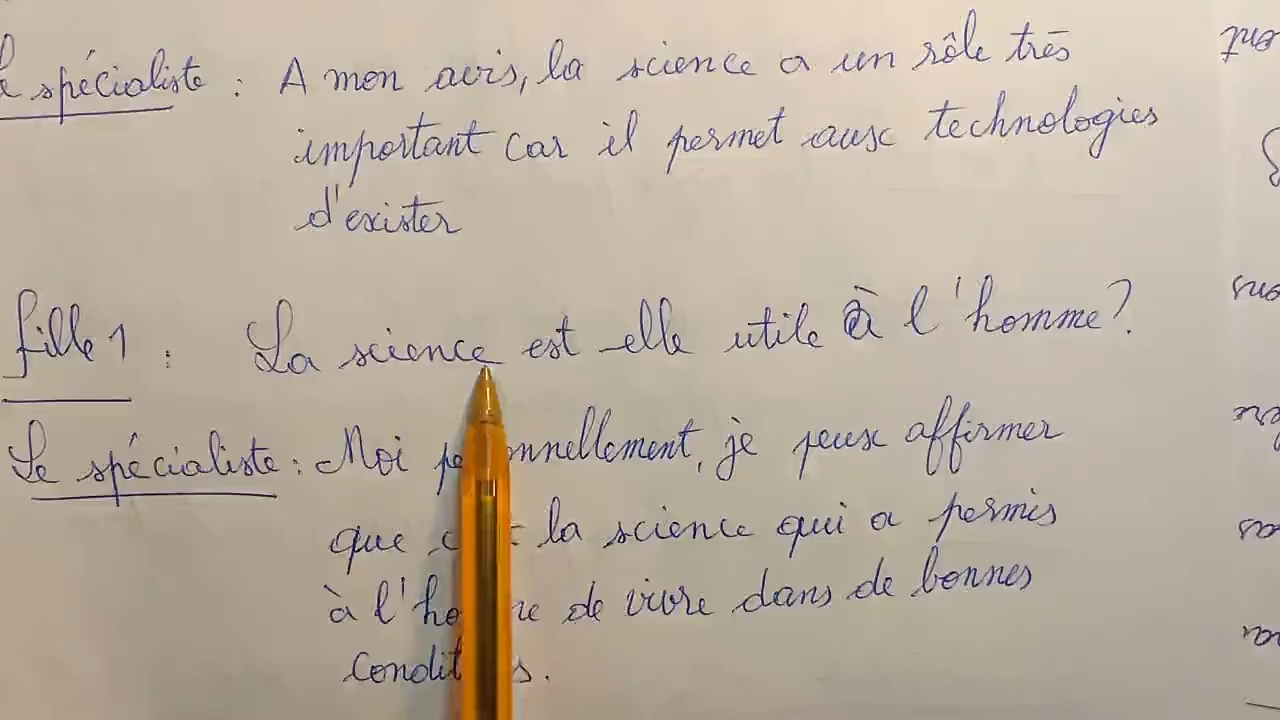 Le spécialiste : A mon avis, la science a un rôle très
important car il permet aux technologies
d'exister
fille 1 : La science est elle utile à l'homme?
Le spécialiste : Moi personnellement, je peux affirmer
que la science qui a permis
à l'homme de vivre dans de bonnes
conditions.